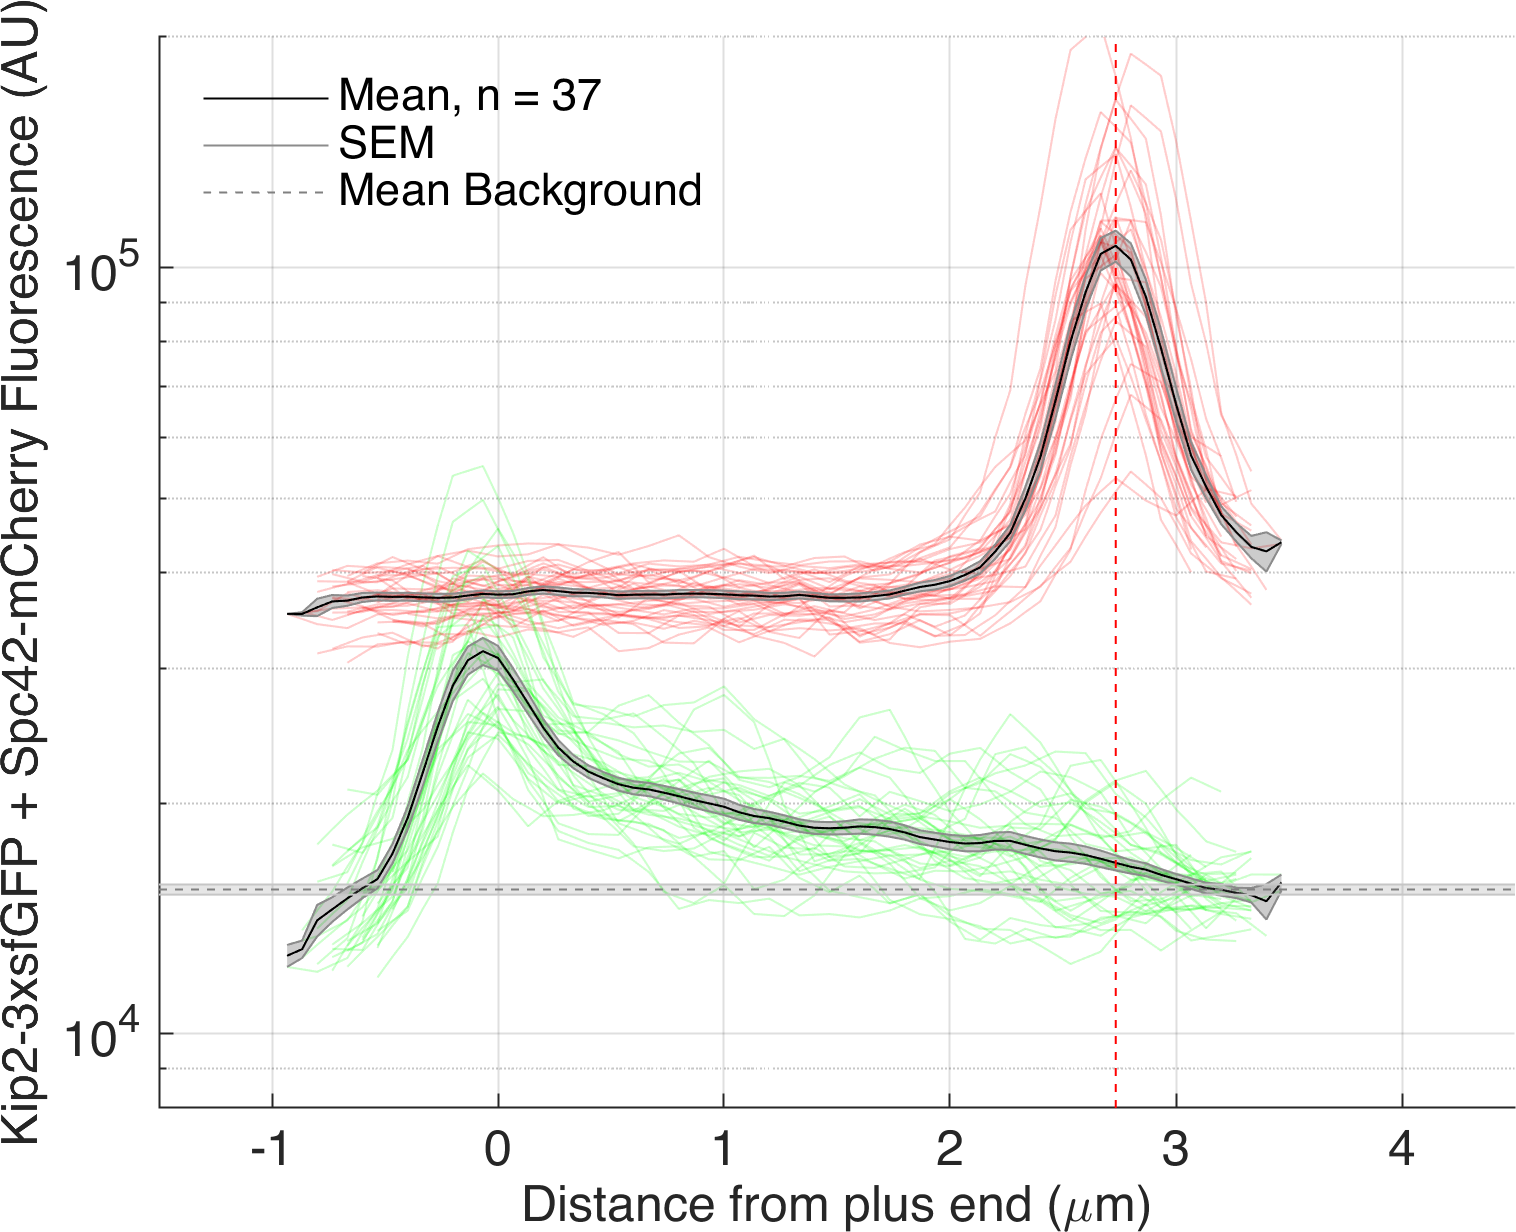 Kip2-3xsfGFP + Spc42-mCherry Fluorescence (AU)
Mean, n = 37
SEM
Mean Background
10^5
10^4
-1 0 1 2 3 4
Distance from plus end (μm)